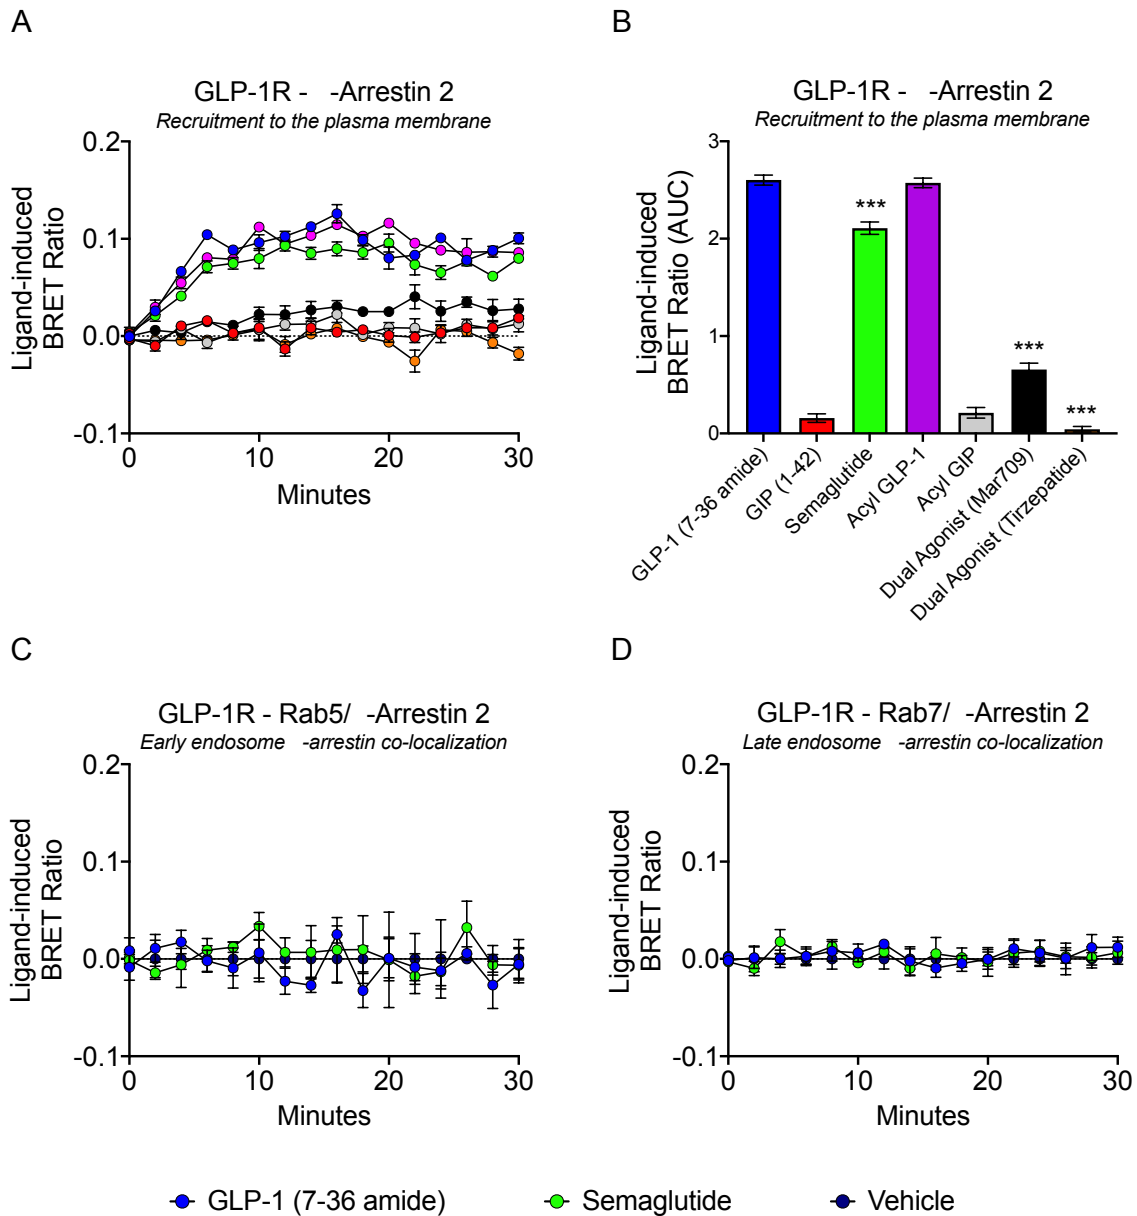 A
GLP-1R - -Arrestin 2
Recruitment to the plasma membrane
Ligand-induced
BRET Ratio
0.2
0.1
0.0
-0.1
0
10
20
30
Minutes
B
GLP-1R - -Arrestin 2
Recruitment to the plasma membrane
Ligand-induced
BRET Ratio (AUC)
3
2
1
0
***
***
***
GLP-1 (7-36 amide)
GIP (1-42)
Semaglutide
Acyl GLP-1
Acyl GIP
Dual Agonist (Mar709)
Dual Agonist (Tirzepatide)
C
GLP-1R - Rab5/ -Arrestin 2
Early endosome -arrestin co-localization
Ligand-induced
BRET Ratio
0.2
0.1
0.0
-0.1
0
10
20
30
Minutes
D
GLP-1R - Rab7/ -Arrestin 2
Late endosome -arrestin co-localization
Ligand-induced
BRET Ratio
0.2
0.1
0.0
-0.1
0
10
20
30
Minutes
GLP-1 (7-36 amide)
Semaglutide
Vehicle